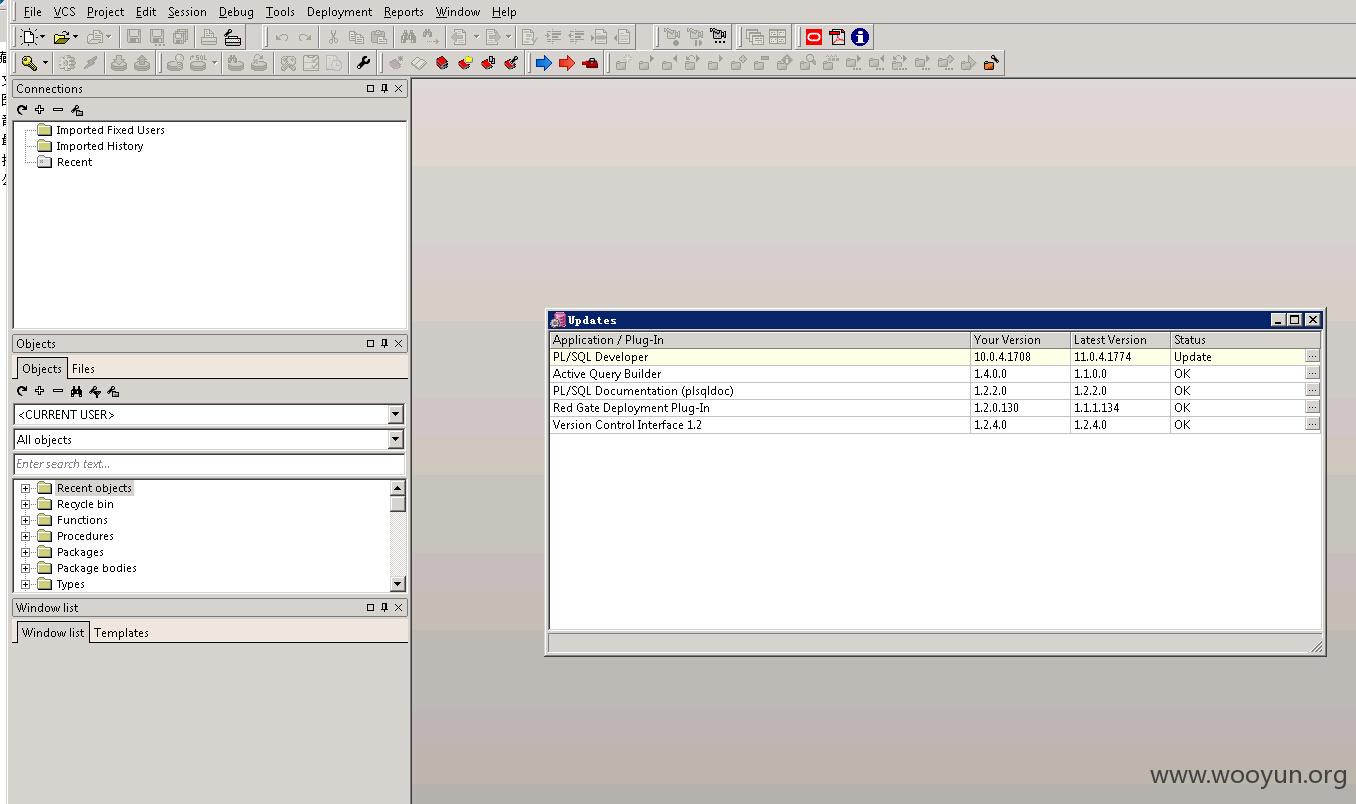 File VCS Project Edit Session Debug Tools Deployment Reports Window Help
Connections
Imported Fixed Users
Imported History
Recent
Objects
Objects Files
<CURRENT USER>
All objects
Enter search text...
Recent objects
Recycle bin
Functions
Procedures
Packages
Package bodies
Types
Window list
Window list Templates
Updates
Application / Plug-In Your Version Latest Version Status
PL/SQL Developer 10.0.4.1708 11.0.4.1774 Update
Active Query Builder 1.4.0.0 1.1.0.0 OK
PL/SQL Documentation (plsqldoc) 1.2.2.0 1.2.2.0 OK
Red Gate Deployment Plug-In 1.2.0.130 1.1.1.134 OK
Version Control Interface 1.2 1.2.4.0 1.2.4.0 OK
www.wooyun.org